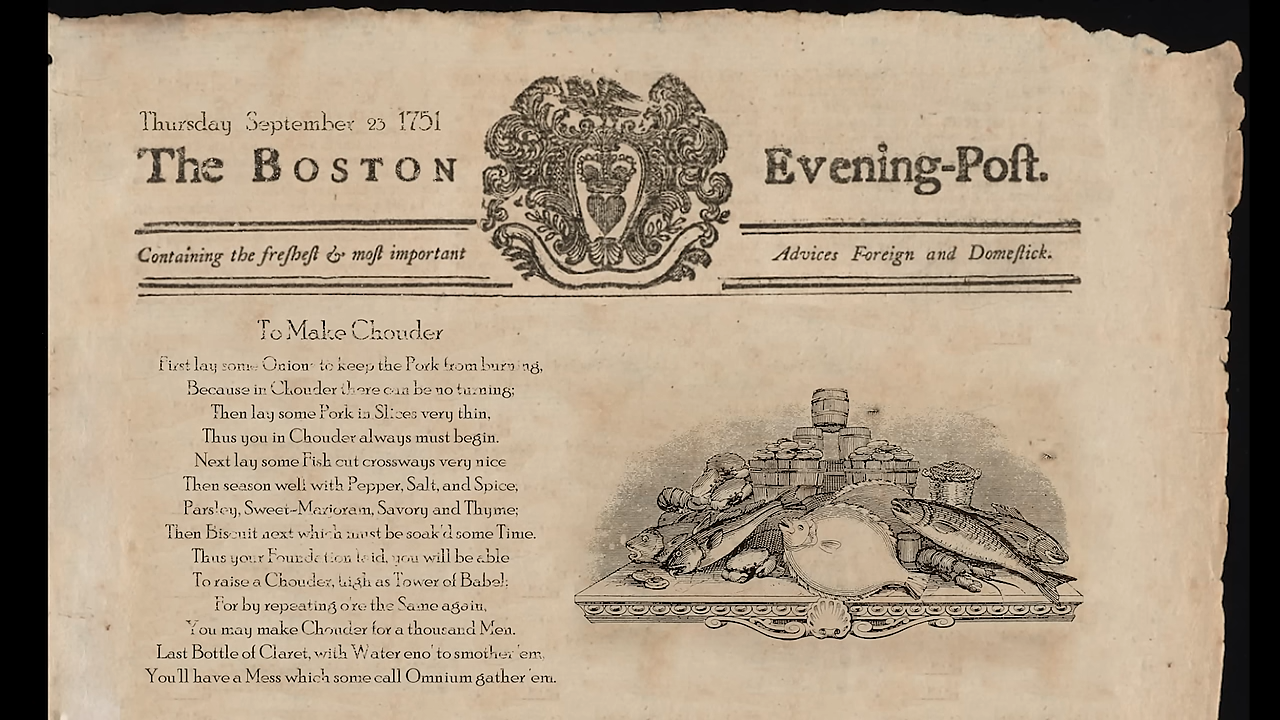 Thursday September 23 1751
The BOSTON Evening-Poſt.
Containing the freſheſt & moſt important Advices Foreign and Domeſtick.
To Make Chouder
First lay some Onions to keep the Pork from burning,
Because in Chouder there can be no turning;
Then lay some Pork in Slices very thin,
Thus you in Chouder always must begin.
Next lay some Fish cut crossways very nice
Then season well with Pepper, Salt, and Spice,
Parsley, Sweet-Marjoram, Savory and Thyme;
Then Biscuit next which must be soak'd some Time.
Thus your Foundation laid, you will be able
To raise a Chouder, high as Tower of Babel;
For by repeating o're the Same again,
You may make Chouder for a thousand Men.
Last Bottle of Claret, with Water eno' to smother 'em,
You'll have a Mess which some call Omnium gather 'em.